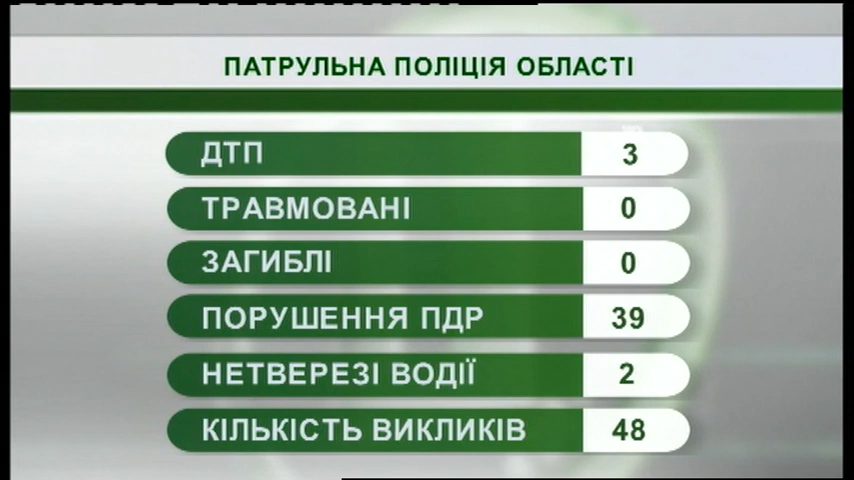 ПАТРУЛЬНА ПОЛІЦІЯ ОБЛАСТІ
ДТП 3
ТРАВМОВАНІ 0
ЗАГИБЛІ 0
ПОРУШЕННЯ ПДР 39
НЕТВЕРЕЗІ ВОДІЇ 2
КІЛЬКІСТЬ ВИКЛИКІВ 48